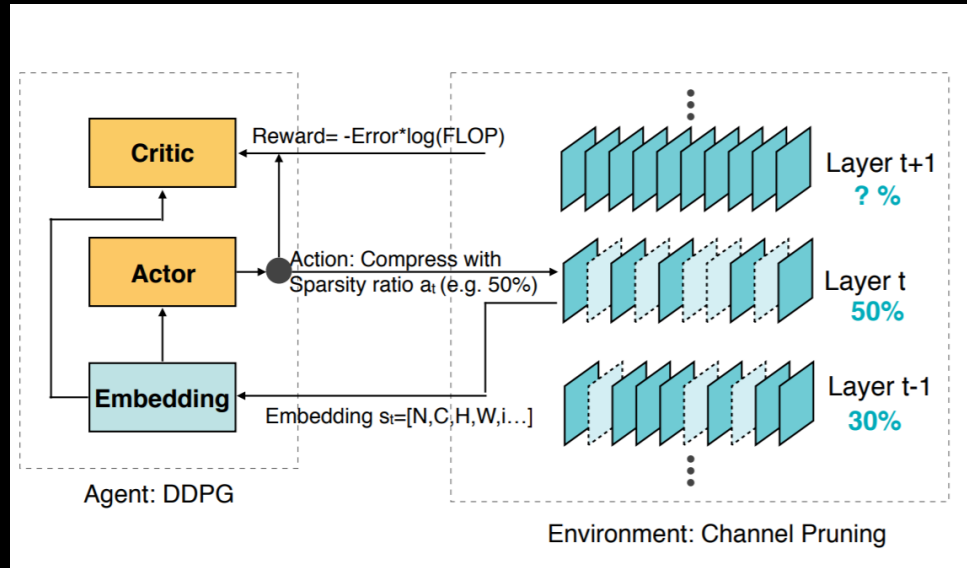 Critic
Reward= -Error*log(FLOP)
Layer t+1
? %
Actor
Action: Compress with
Sparsity ratio aₜ (e.g. 50%)
Layer t
50%
Embedding
Embedding sₜ=[N,C,H,W,i...]
Layer t-1
30%
Agent: DDPG
Environment: Channel Pruning